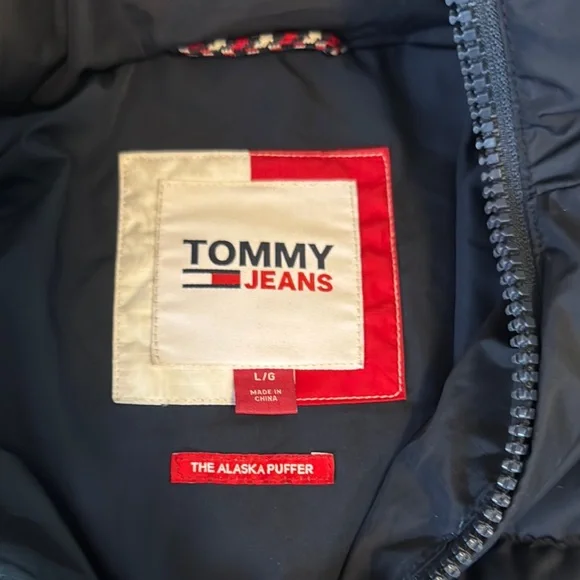 TOMMY
JEANS
L/G
MADE IN
CHINA
THE ALASKA PUFFER